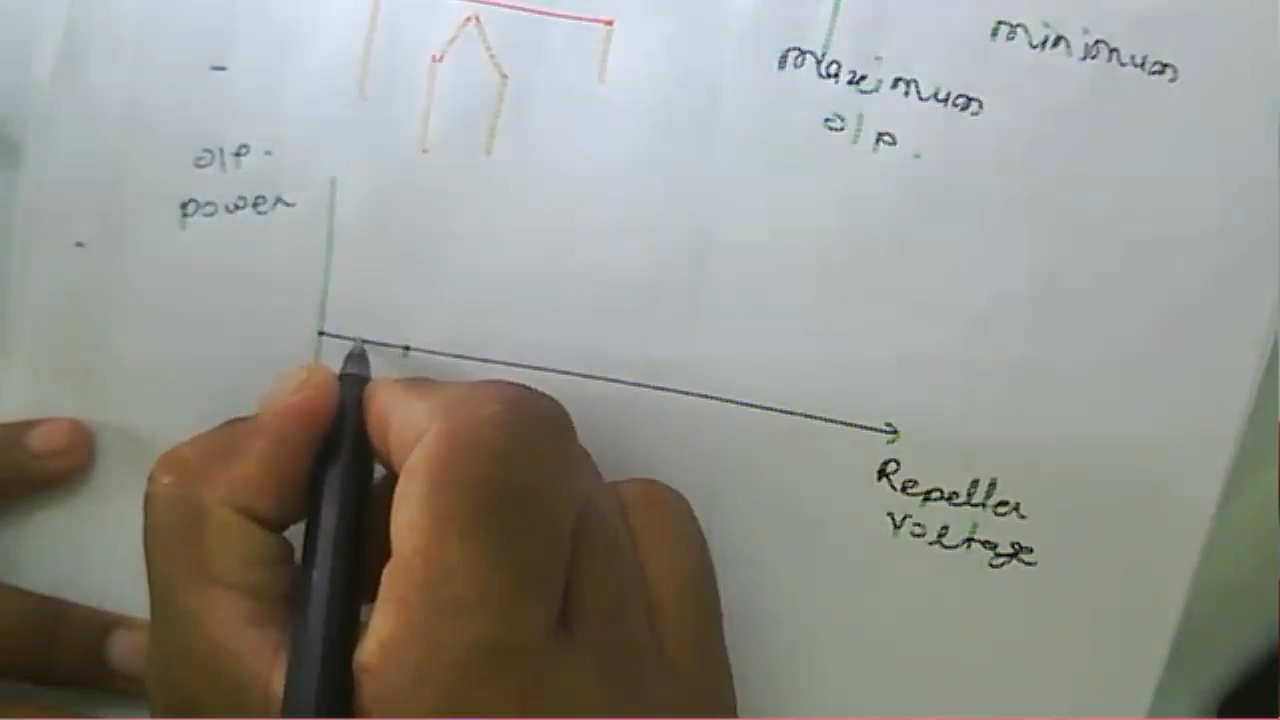 minimum
maximum
o/p.
o/p.
power
Repeller
Voltage